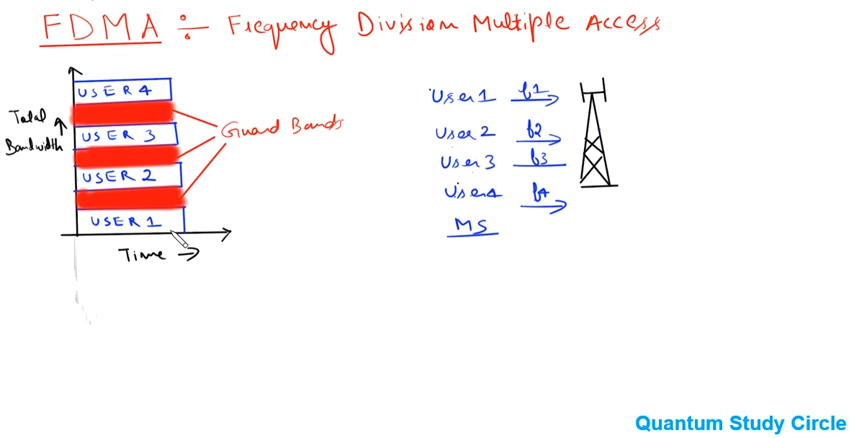 FDMA ÷ Frequency Division Multiple Access
USER 4
USER 3
USER 2
USER 1
Total
Bandwidth
Time
Guard Bands
User 1 f1
User 2 f2
User 3 f3
User 4 f4
MS
Quantum Study Circle